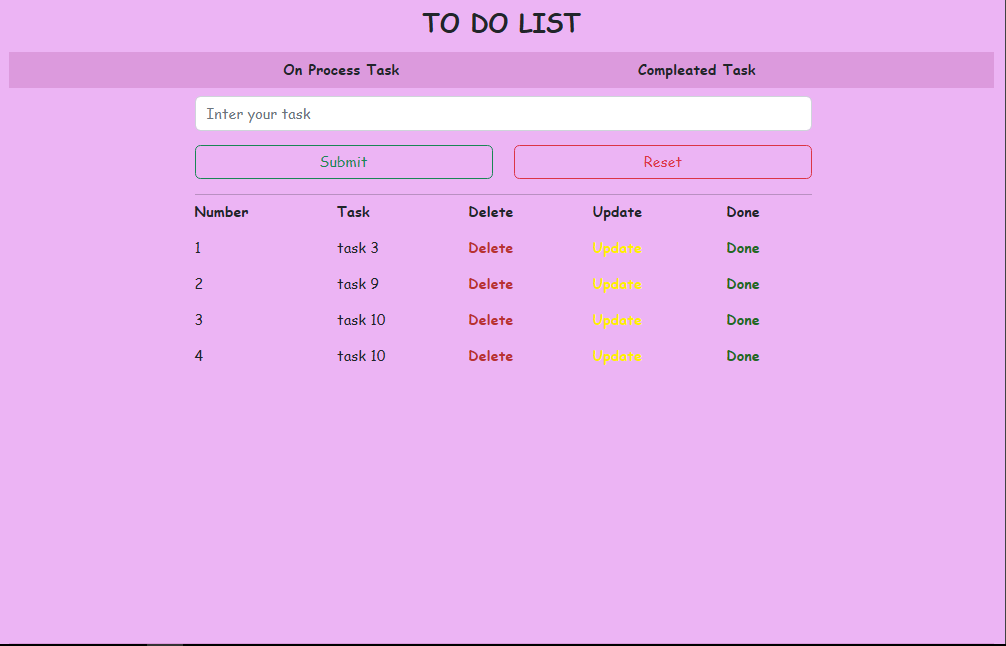 TO DO LIST
On Process Task Compleated Task
Inter your task
Submit Reset
Number Task Delete Update Done
1 task 3 Delete Update Done
2 task 9 Delete Update Done
3 task 10 Delete Update Done
4 task 10 Delete Update Done